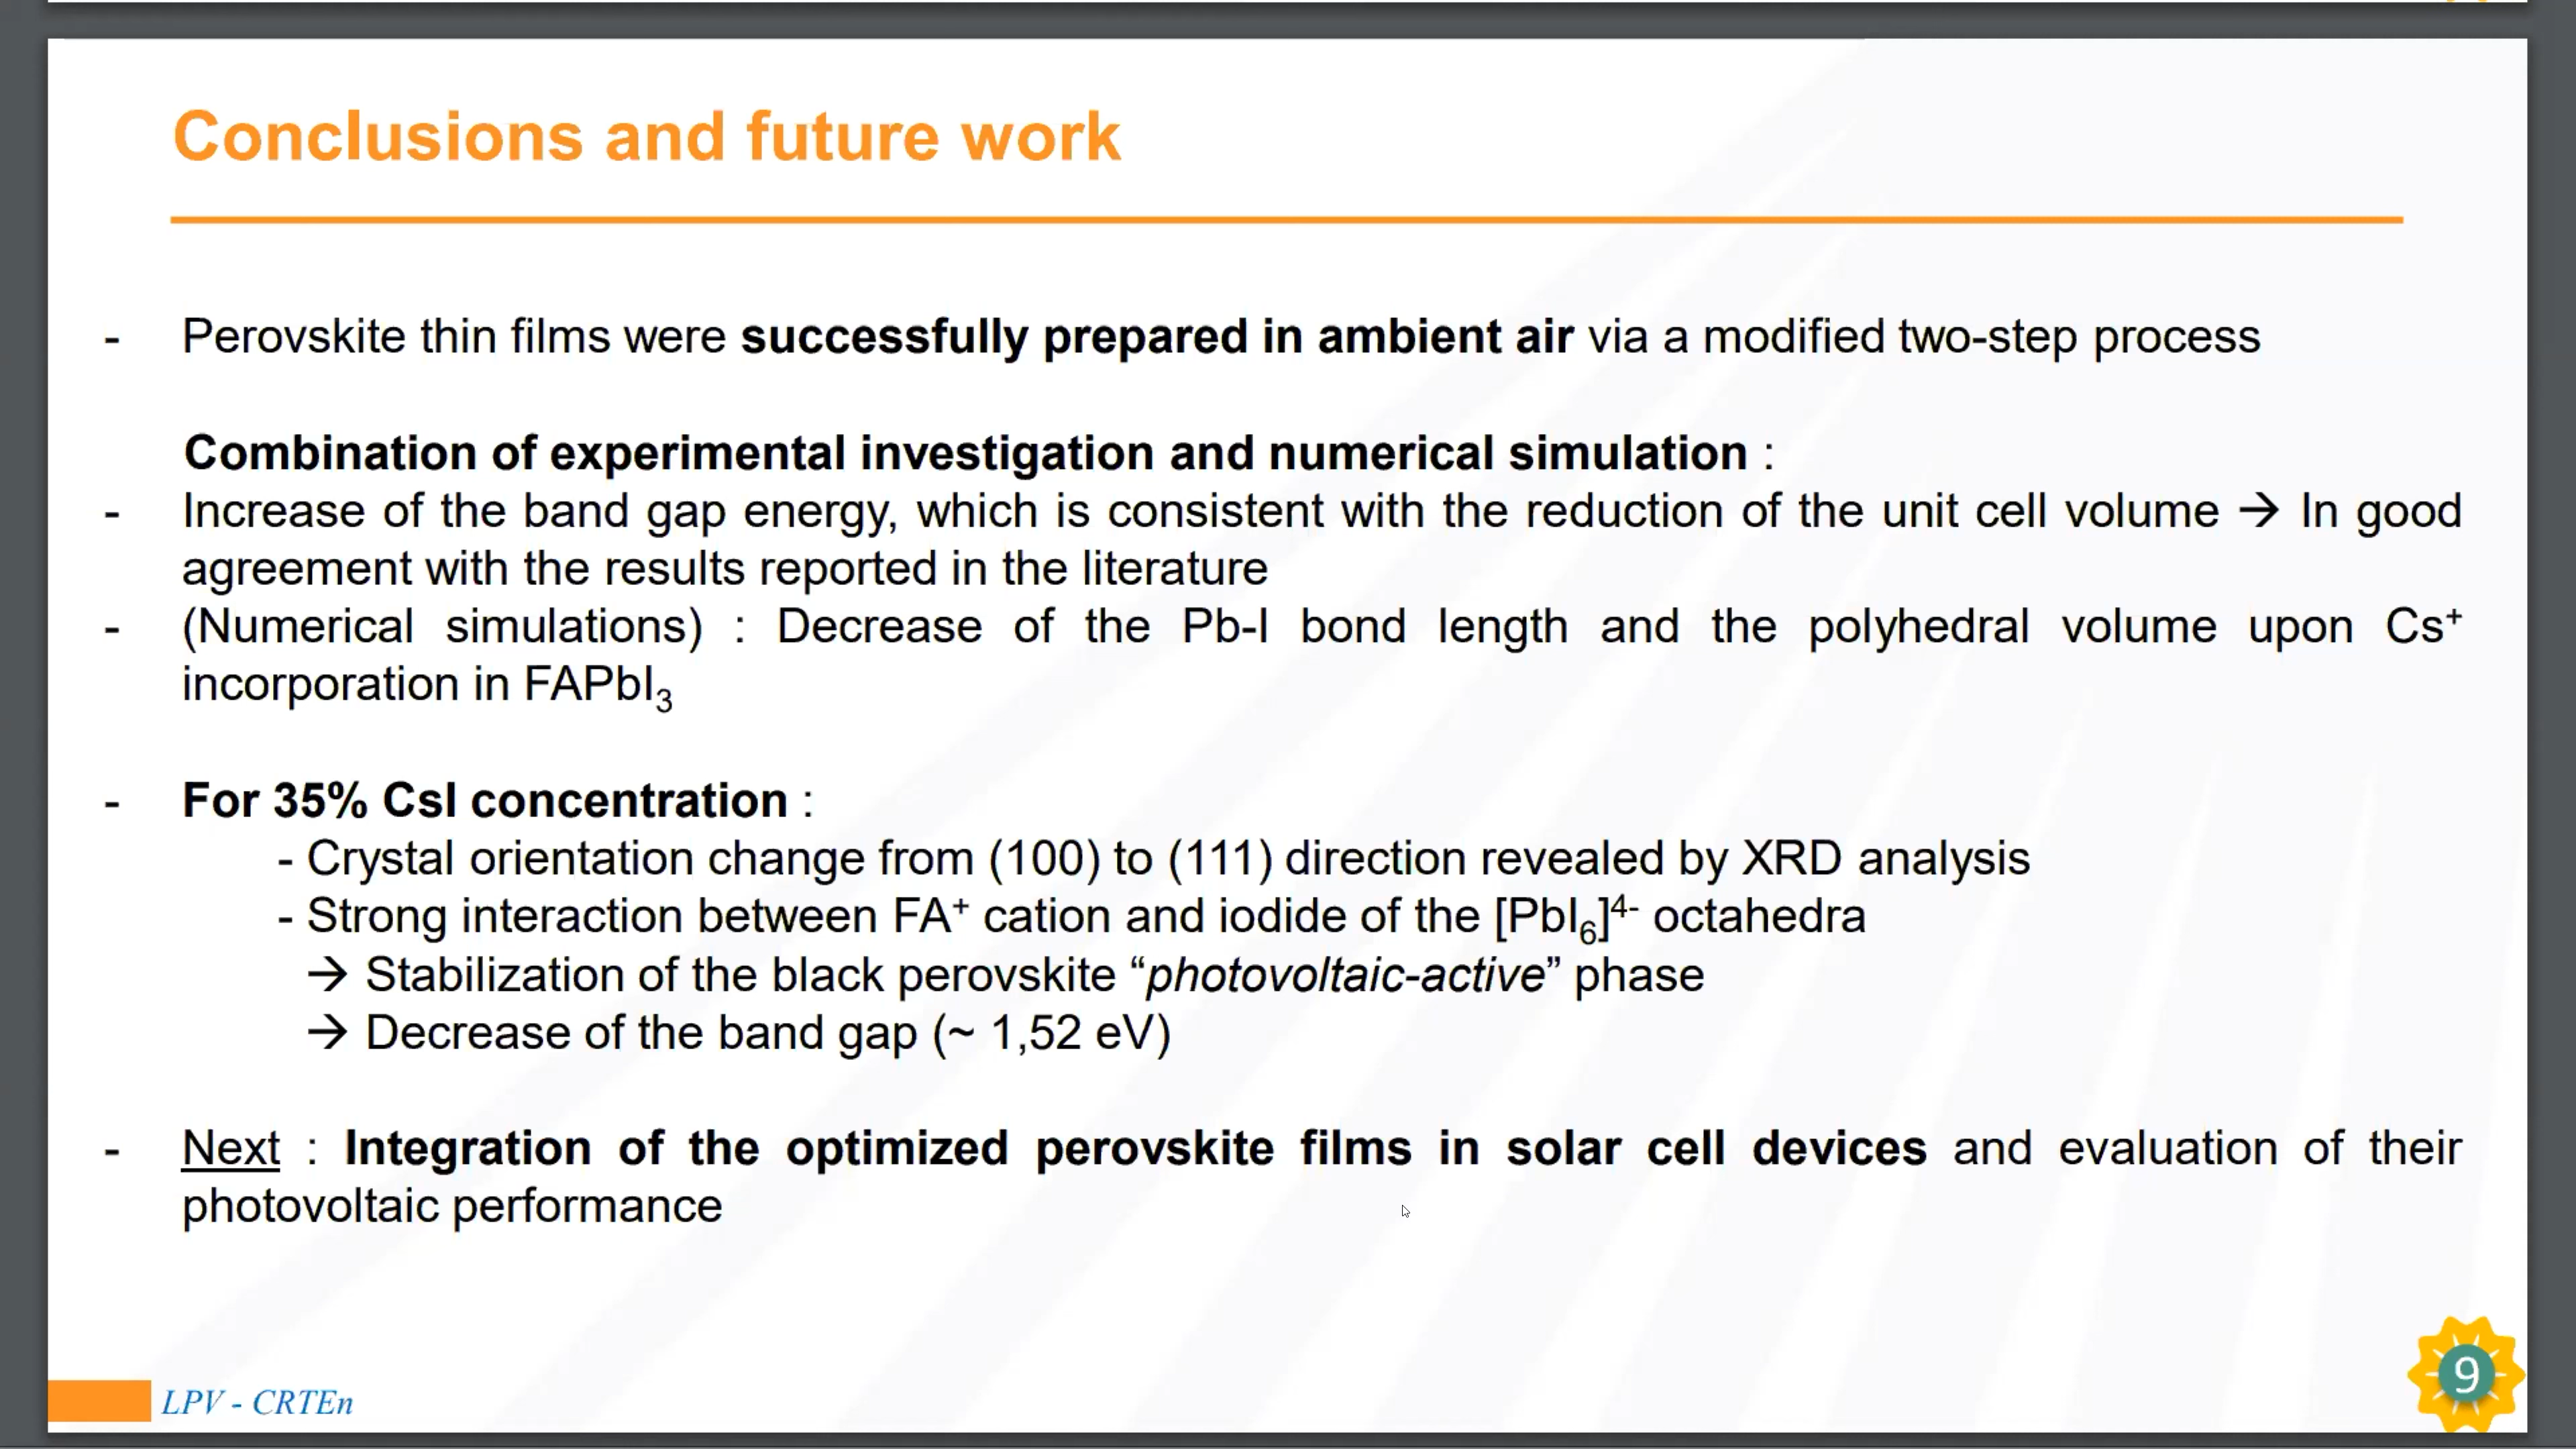 Conclusions and future work
- Perovskite thin films were successfully prepared in ambient air via a modified two-step process
Combination of experimental investigation and numerical simulation :
- Increase of the band gap energy, which is consistent with the reduction of the unit cell volume → In good
agreement with the results reported in the literature
- (Numerical simulations) : Decrease of the Pb-I bond length and the polyhedral volume upon Cs⁺
incorporation in FAPbI₃
- For 35% CsI concentration :
- Crystal orientation change from (100) to (111) direction revealed by XRD analysis
- Strong interaction between FA⁺ cation and iodide of the [PbI₆]⁴⁻ octahedra
→ Stabilization of the black perovskite “photovoltaic-active” phase
→ Decrease of the band gap (~ 1,52 eV)
- Next : Integration of the optimized perovskite films in solar cell devices and evaluation of their
photovoltaic performance
LPV - CRTEn
9